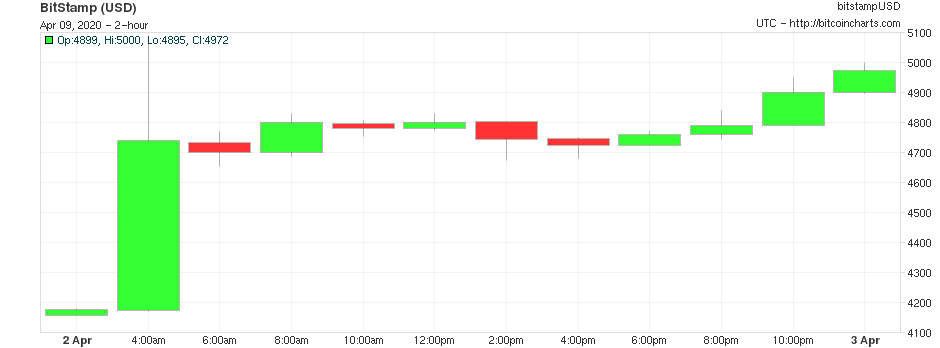 BitStamp (USD)
bitstampUSD
Apr 09, 2020 - 2-hour
UTC - http://bitcoincharts.com
Op:4899, Hi:5000, Lo:4895, Cl:4972
5100
5000
4900
4800
4700
4600
4500
4400
4300
4200
4100
2 Apr 4:00am 6:00am 8:00am 10:00am 12:00pm 2:00pm 4:00pm 6:00pm 8:00pm 10:00pm 3 Apr